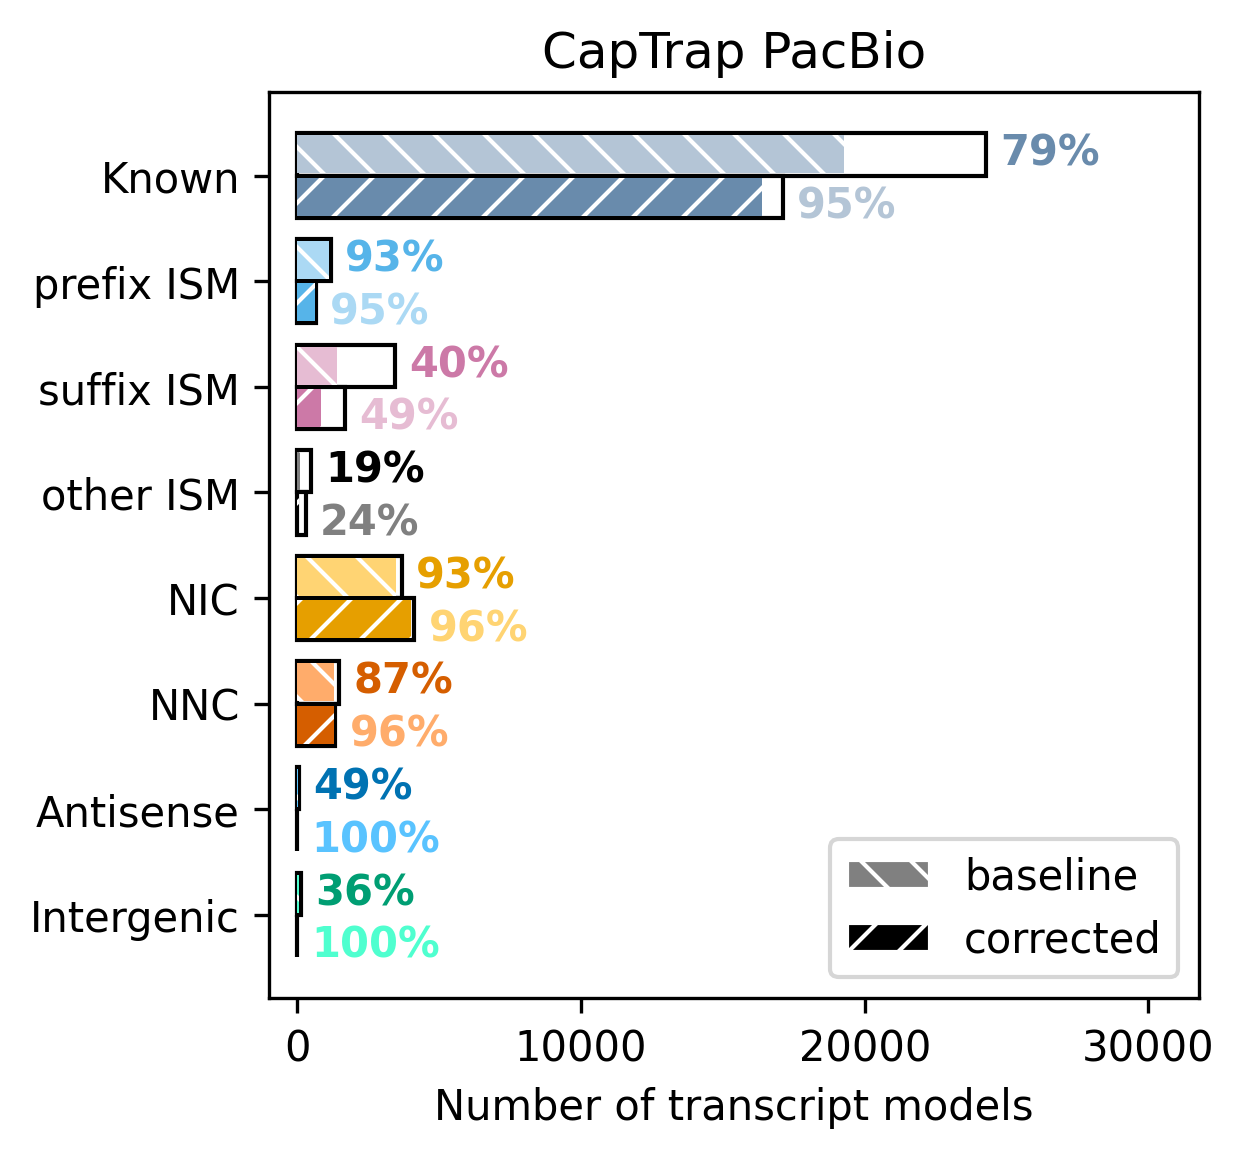 CapTrap PacBio
Known
79%
95%
prefix ISM
93%
95%
suffix ISM
40%
49%
other ISM
19%
24%
NIC
93%
96%
NNC
87%
96%
Antisense
49%
100%
Intergenic
36%
100%
baseline
corrected
0 10000 20000 30000
Number of transcript models